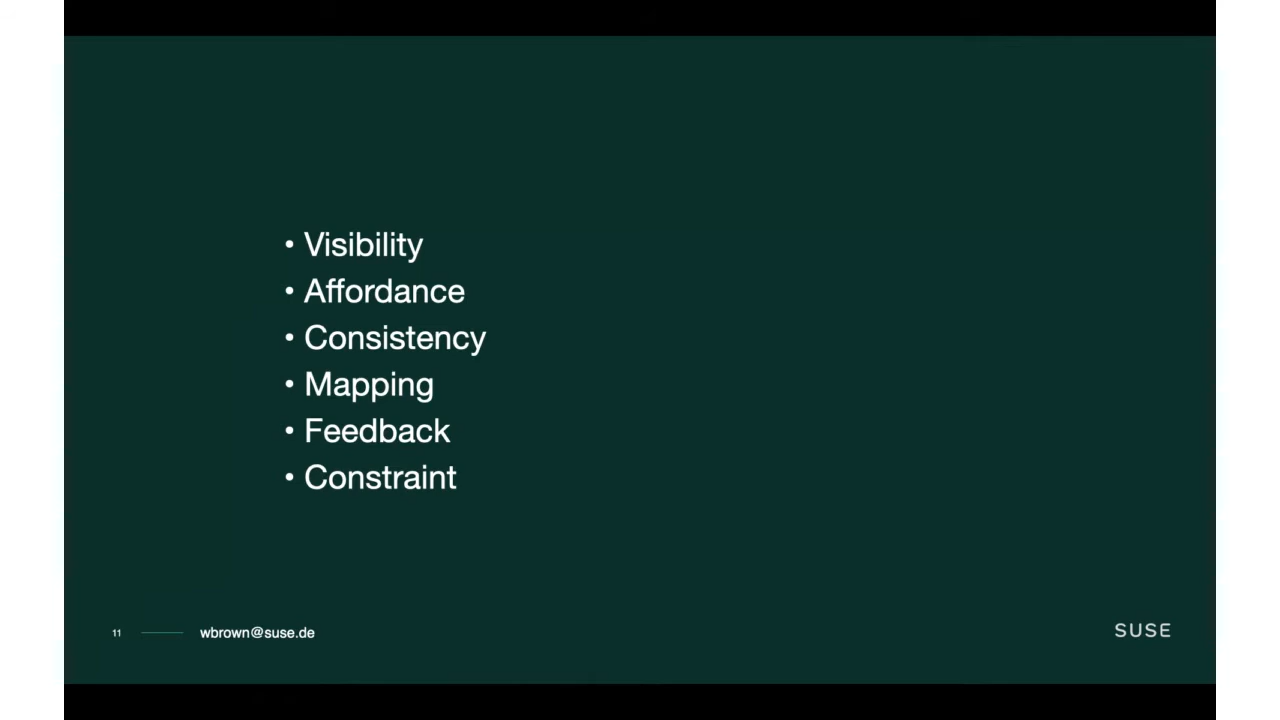 • Visibility
• Affordance
• Consistency
• Mapping
• Feedback
• Constraint
11 wbrown@suse.de
SUSE